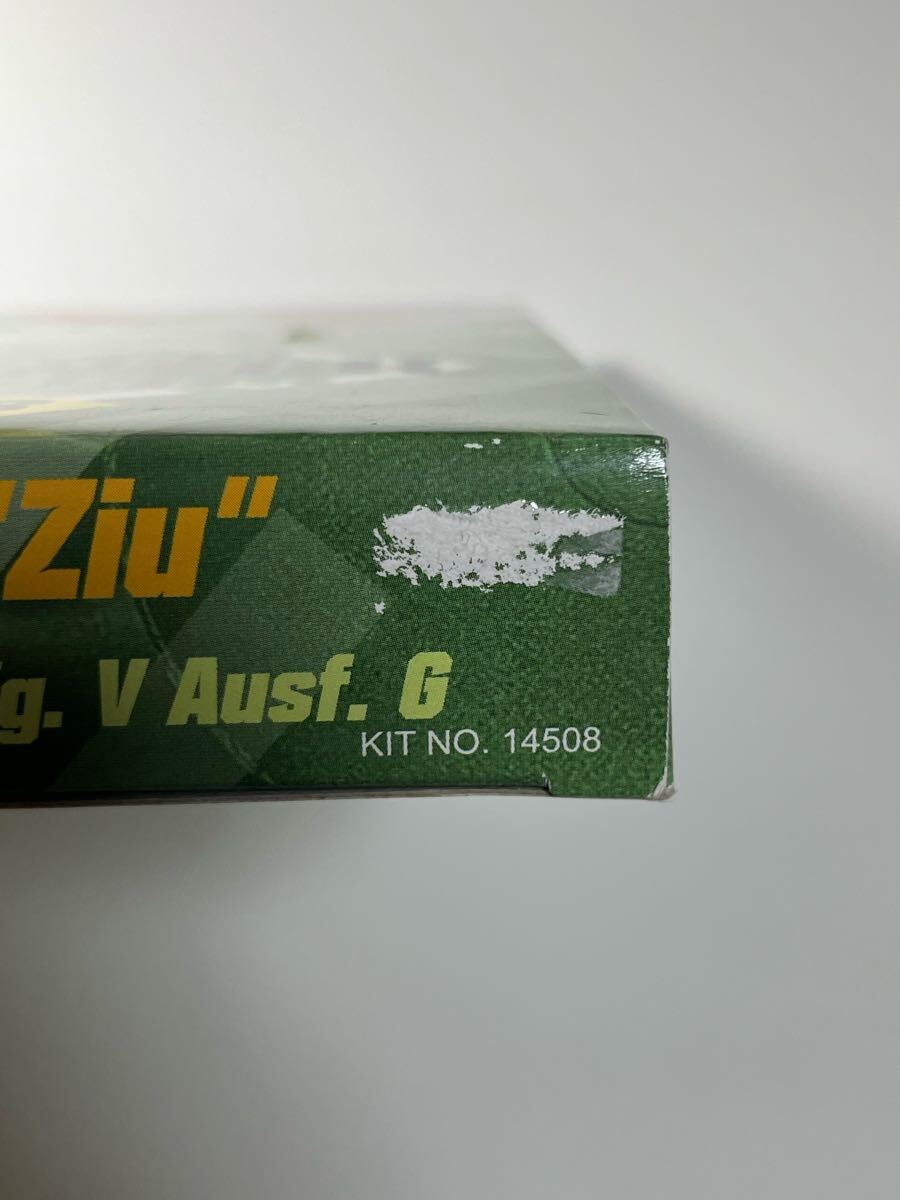 "Ziu"
g. V Ausf. G
KIT NO. 14508